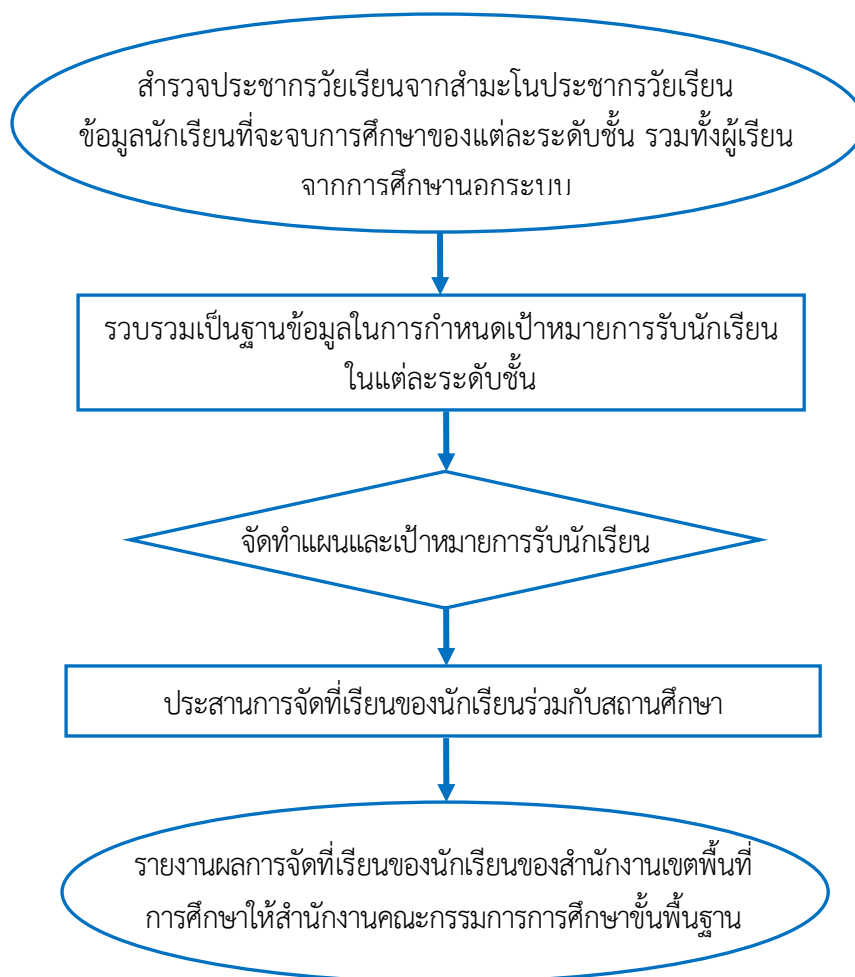 สำรวจประชากรวัยเรียนจากสำมะโนประชากรวัยเรียน
ข้อมูลนักเรียนที่จะจบการศึกษาของแต่ละระดับชั้น รวมทั้งผู้เรียน
จากการศึกษานอกระบบ
รวบรวมเป็นฐานข้อมูลในการกำหนดเป้าหมายการรับนักเรียน
ในแต่ละระดับชั้น
จัดทำแผนและเป้าหมายการรับนักเรียน
ประสานการจัดที่เรียนของนักเรียนร่วมกับสถานศึกษา
รายงานผลการจัดที่เรียนของนักเรียนของสำนักงานเขตพื้นที่
การศึกษาให้สำนักงานคณะกรรมการการศึกษาขั้นพื้นฐาน